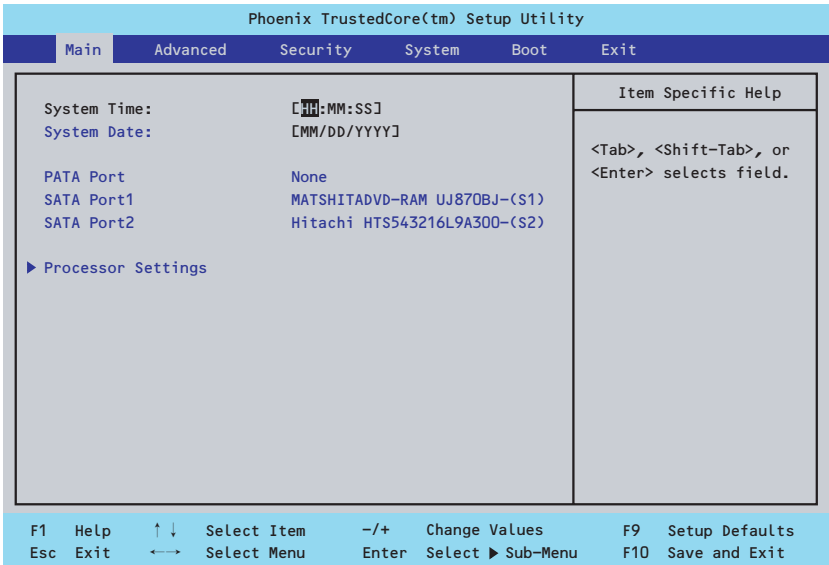 Phoenix TrustedCore(tm) Setup Utility
Main Advanced Security System Boot Exit
System Time: [HH:MM:SS]
System Date: [MM/DD/YYYY]
PATA Port None
SATA Port1 MATSHITADVD-RAM UJ870BJ-(S1)
SATA Port2 Hitachi HTS543216L9A300-(S2)
▶ Processor Settings
Item Specific Help
<Tab>, <Shift-Tab>, or
<Enter> selects field.
F1 Help ↑↓ Select Item -/+ Change Values F9 Setup Defaults
Esc Exit ←→ Select Menu Enter Select ▶ Sub-Menu F10 Save and Exit